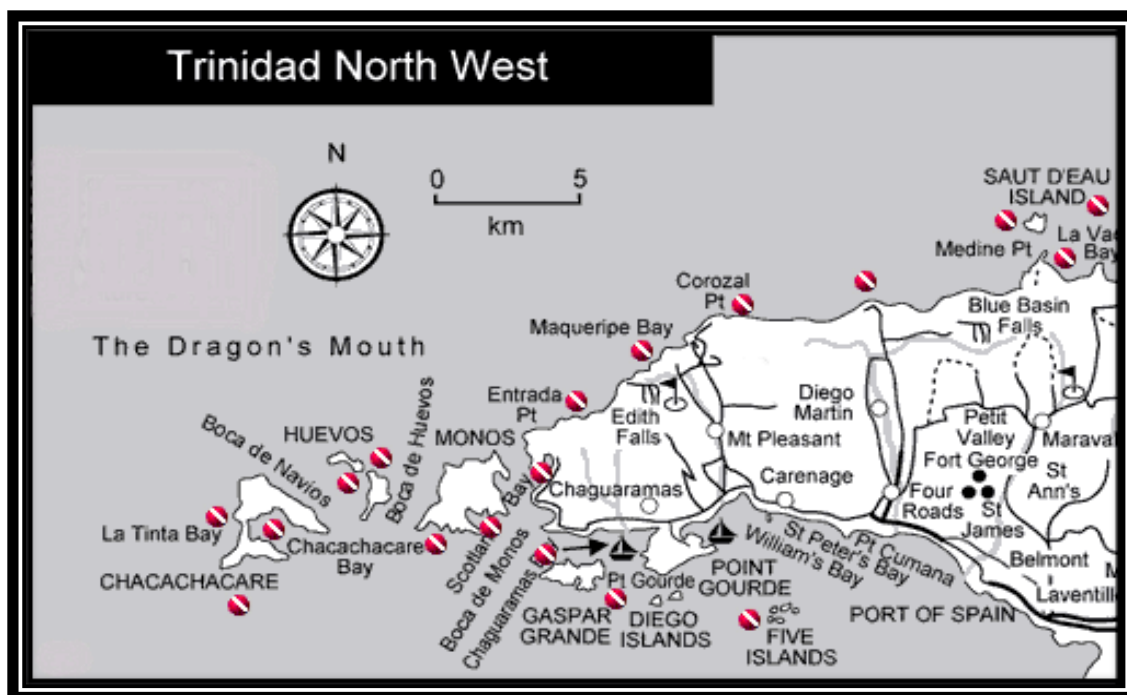 Trinidad North West
N
0 5
km
SAUT D'EAU
ISLAND
Medine Pt
La Vac
Bay
Corozal
Pt
Blue Basin
Falls
Maqueripe Bay
The Dragon's Mouth
Entrada
Pt
Edith
Falls
Diego
Martin
Mt Pleasant
Petit
Valley
Maraval
Fort George
HUEVOS
Boca de Huevos
MONOS
Boca de Navios
Chaguaramas
Carenage
Four
Roads
St
James
St
Ann's
La Tinta Bay
Chacachacare
Bay
CHACACHACARE
Scotland Bay
Boca de Monos
Chaguaramas Bay
Pt Gourde
POINT
GOURDE
William's Bay
St Peter's Bay
Pt Cumana
Belmont
M
Laventille
GASPAR
GRANDE
DIEGO
ISLANDS
FIVE
ISLANDS
PORT OF SPAIN